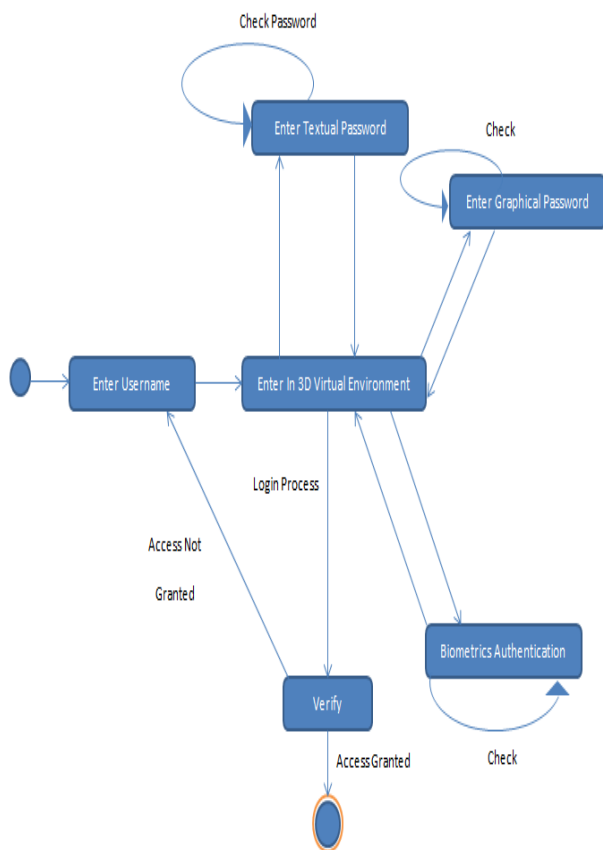 Check Password
Enter Textual Password
Check
Enter Graphical Password
Enter Username
Enter In 3D Virtual Environment
Login Process
Access Not
Granted
Biometrics Authentication
Verify
Check
Access Granted